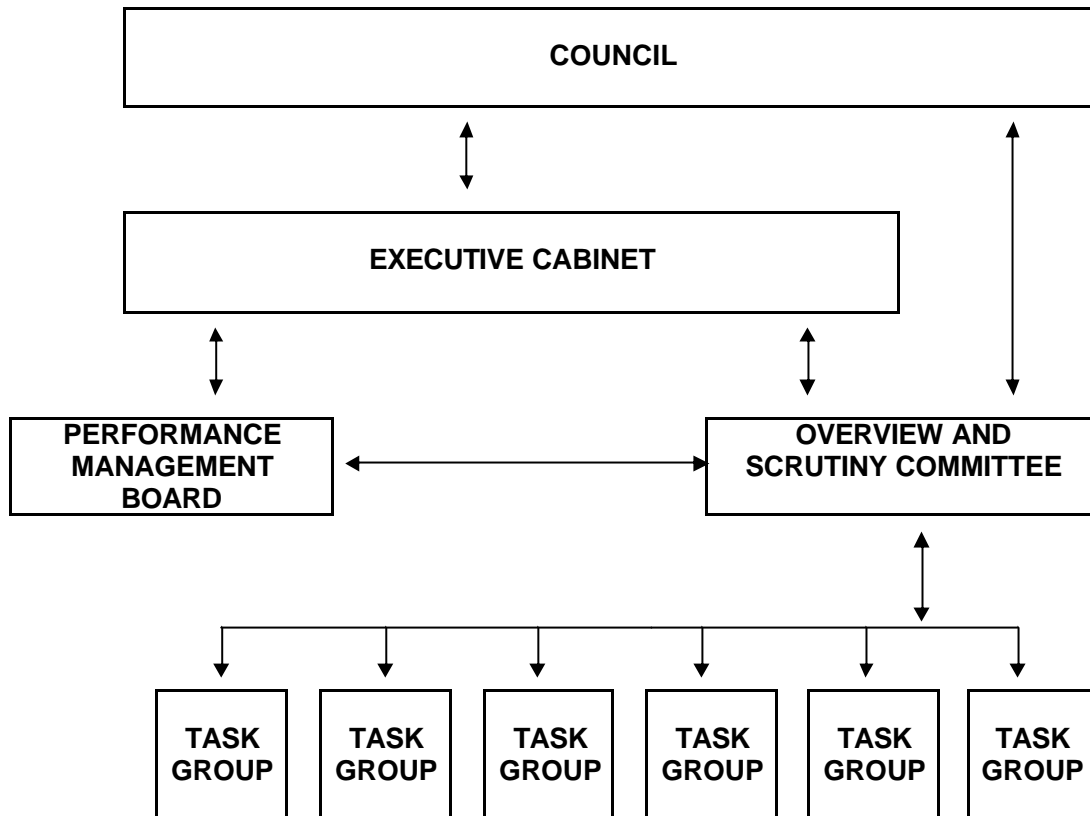 COUNCIL
EXECUTIVE CABINET
PERFORMANCE
MANAGEMENT
BOARD
OVERVIEW AND
SCRUTINY COMMITTEE
TASK
GROUP
TASK
GROUP
TASK
GROUP
TASK
GROUP
TASK
GROUP
TASK
GROUP